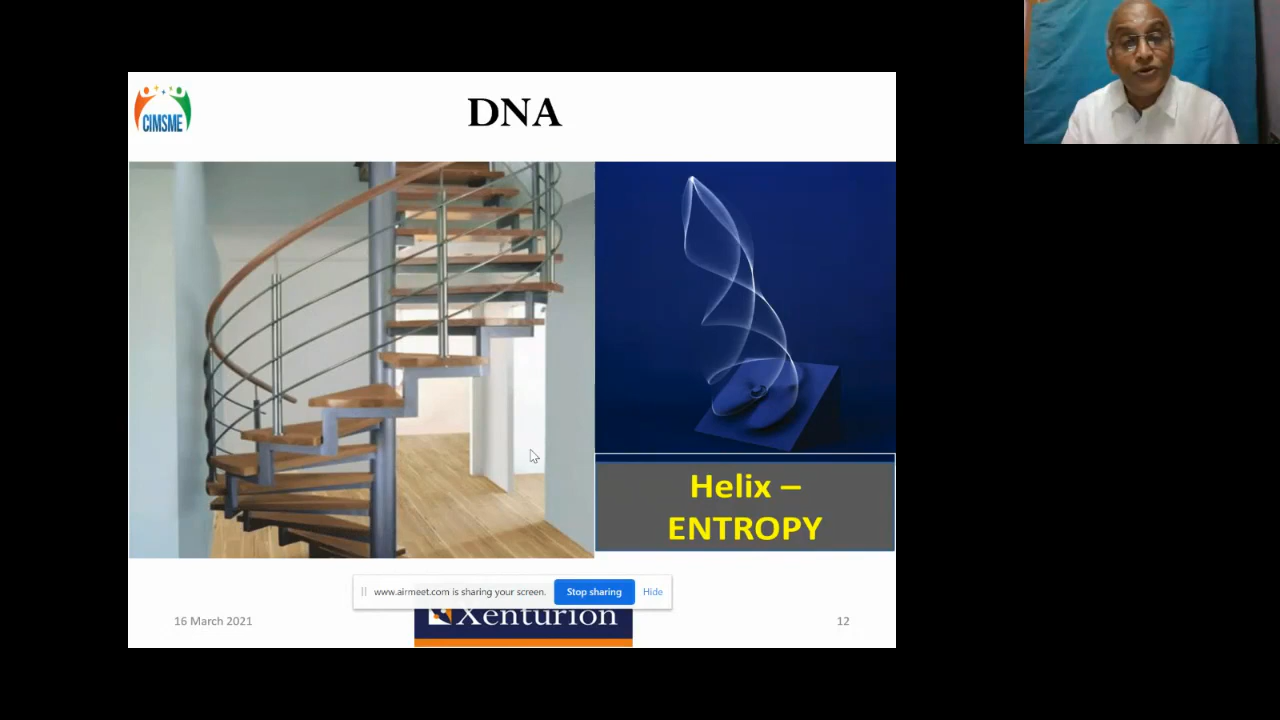 CIMSME
DNA
Helix –
ENTROPY
www.airmeet.com is sharing your screen.
Stop sharing
Hide
Xenturion
16 March 2021
12